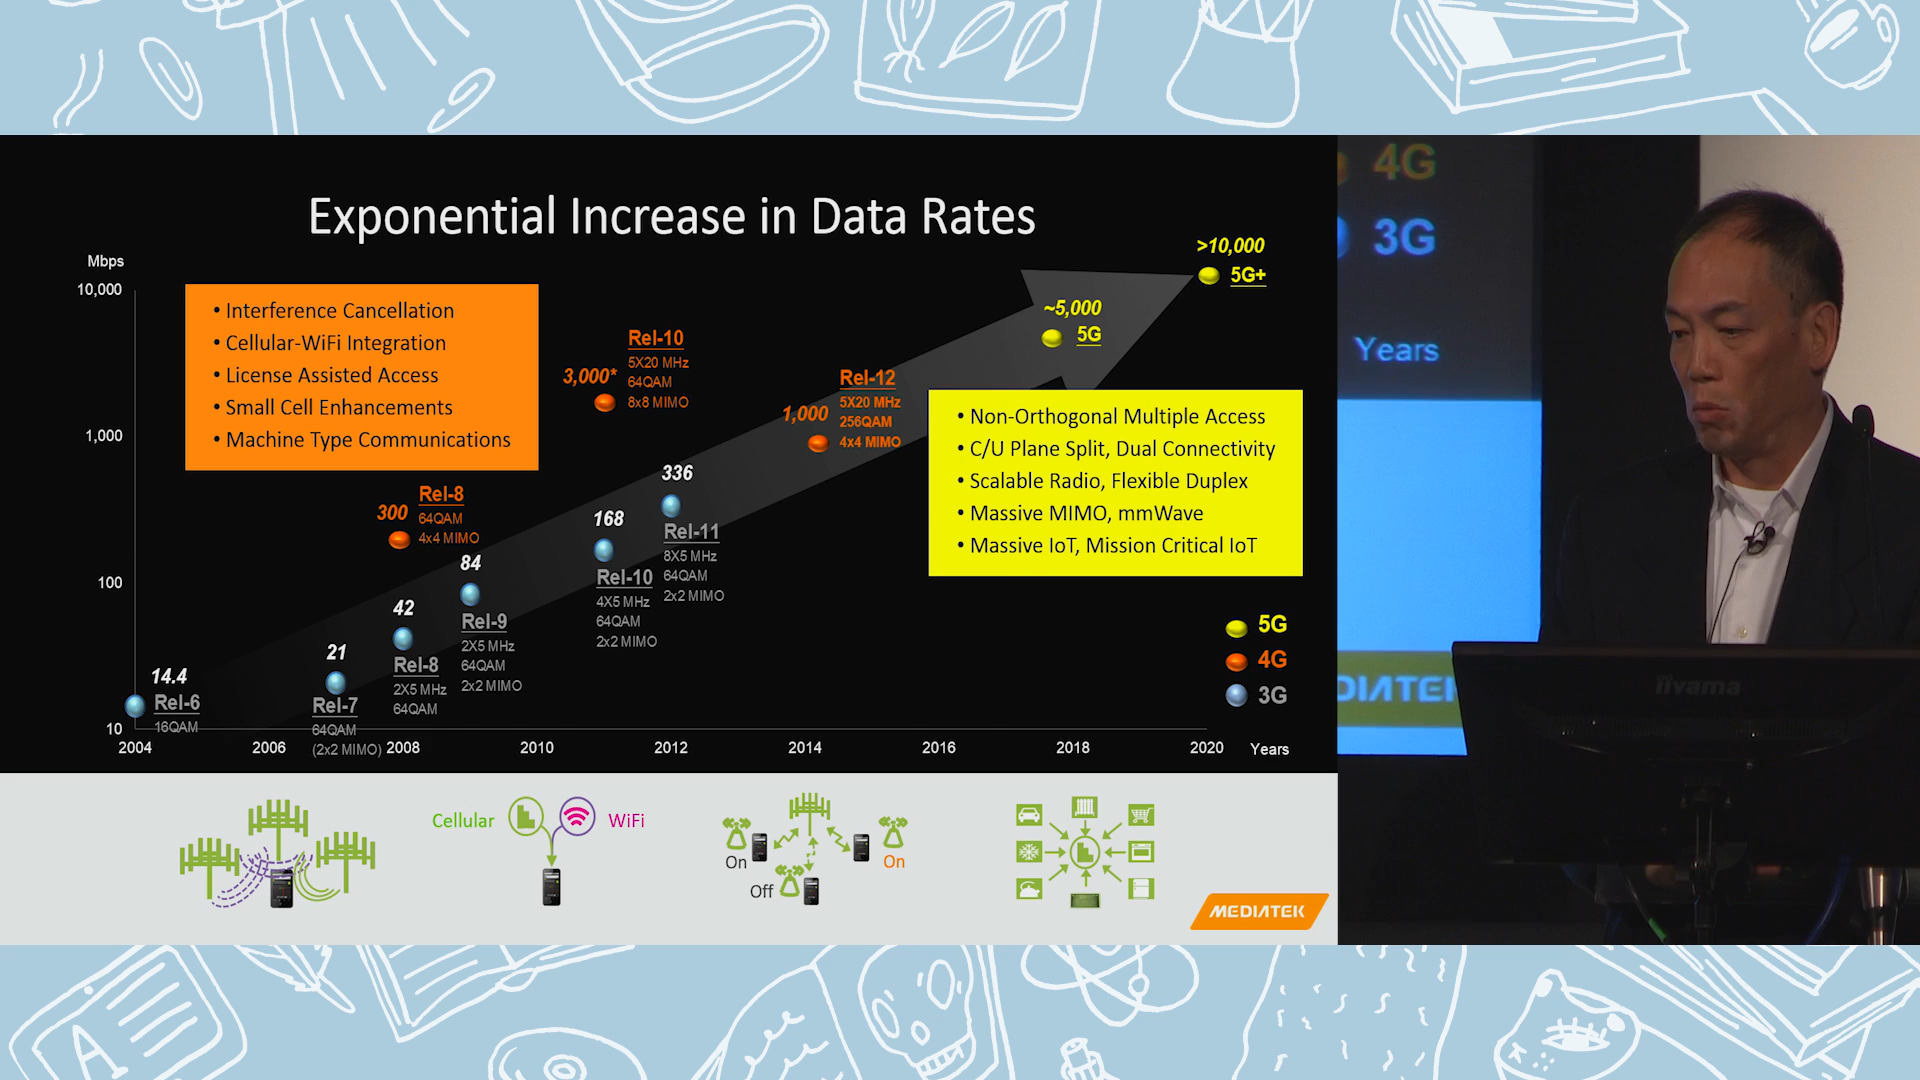 Exponential Increase in Data Rates
Mbps
10,000
1,000
100
10
• Interference Cancellation
• Cellular-WiFi Integration
• License Assisted Access
• Small Cell Enhancements
• Machine Type Communications
>10,000
5G+
~5,000
5G
Rel-10
3,000*
5X20 MHz
64QAM
8x8 MIMO
Rel-12
1,000
5X20 MHz
256QAM
4x4 MIMO
• Non-Orthogonal Multiple Access
• C/U Plane Split, Dual Connectivity
• Scalable Radio, Flexible Duplex
• Massive MIMO, mmWave
• Massive IoT, Mission Critical IoT
Rel-8
300
64QAM
4x4 MIMO
14.4
Rel-6
16QAM
21
Rel-7
64QAM
(2x2 MIMO)
42
Rel-8
2X5 MHz
64QAM
84
Rel-9
2X5 MHz
64QAM
2x2 MIMO
168
Rel-10
4X5 MHz
64QAM
2x2 MIMO
336
Rel-11
8X5 MHz
64QAM
2x2 MIMO
5G
4G
3G
2004 2006 2008 2010 2012 2014 2016 2018 2020 Years
Cellular WiFi
On
Off
On
MEDIATEK
4G
3G
Years
DIATEK
iiyama
A